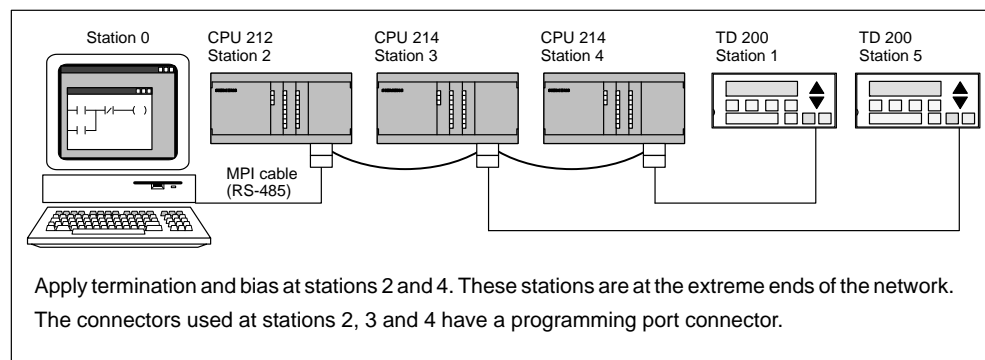 Station 0
CPU 212
Station 2
CPU 214
Station 3
CPU 214
Station 4
TD 200
Station 1
TD 200
Station 5
MPI cable
(RS-485)
Apply termination and bias at stations 2 and 4. These stations are at the extreme ends of the network.
The connectors used at stations 2, 3 and 4 have a programming port connector.